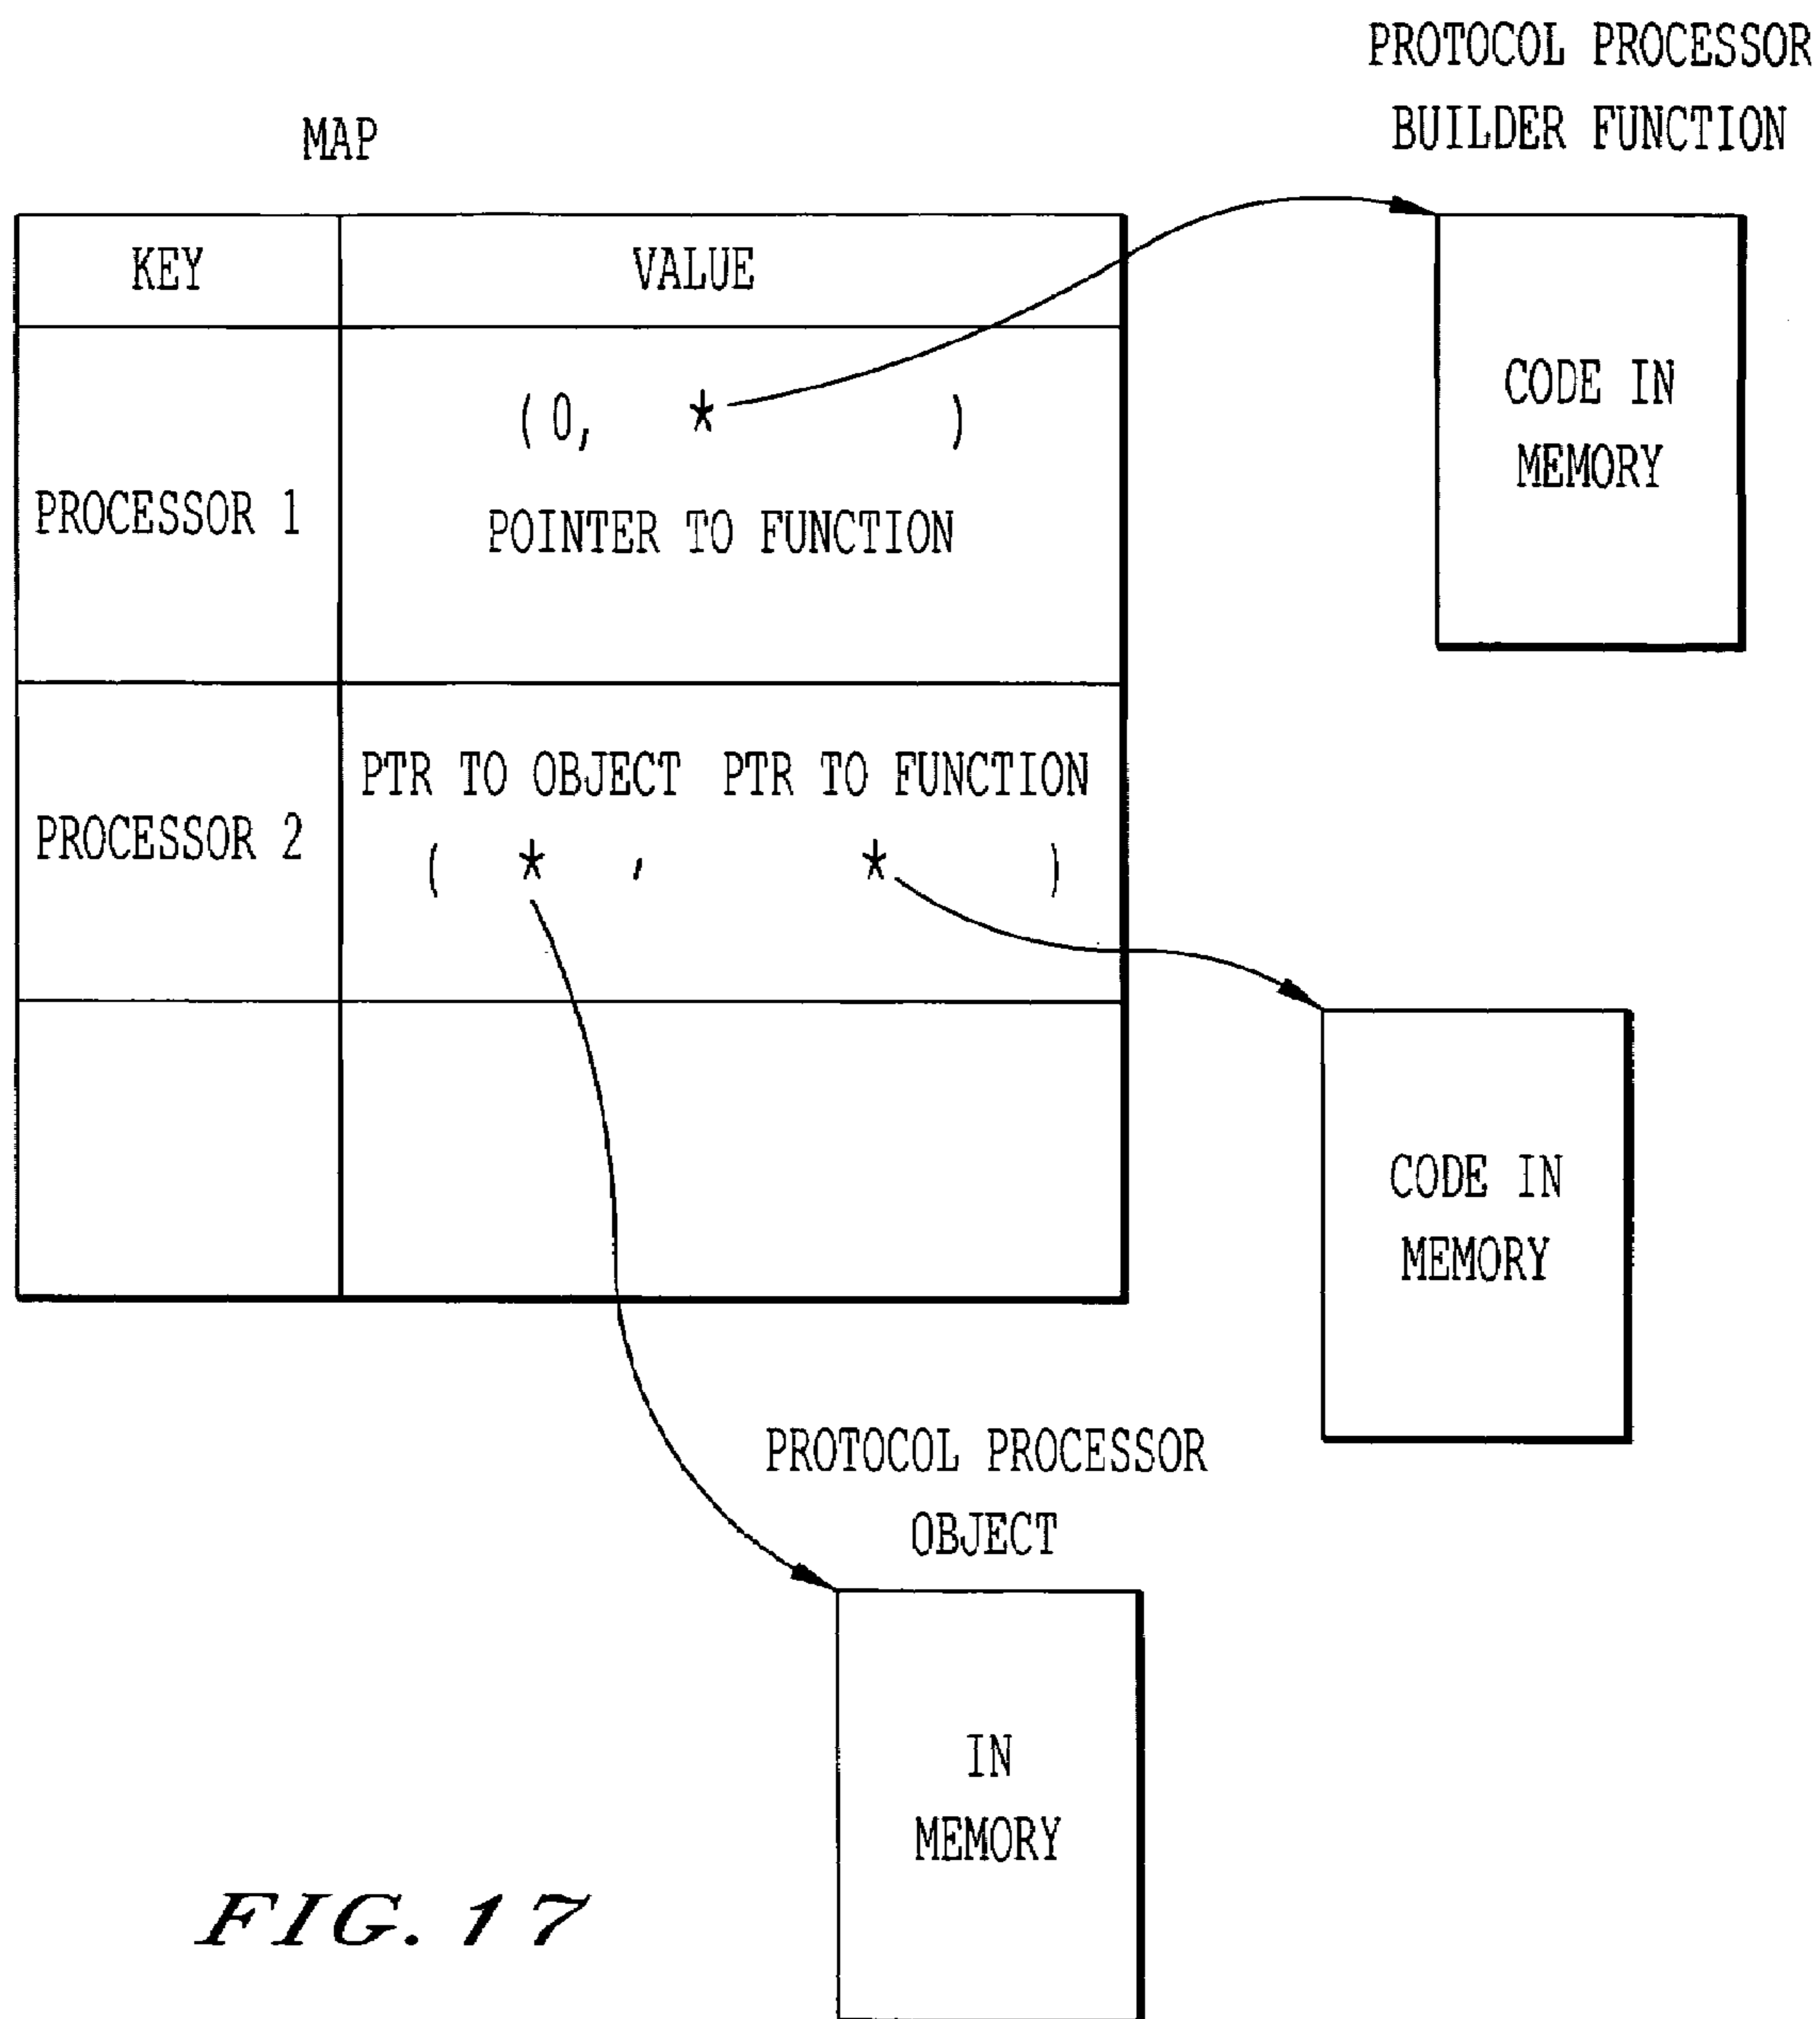 PROTOCOL PROCESSOR
BUILDER FUNCTION
MAP
KEY VALUE
( 0, * )
PROCESSOR 1 POINTER TO FUNCTION
CODE IN
MEMORY
PTR TO OBJECT PTR TO FUNCTION
PROCESSOR 2
( * , * )
CODE IN
MEMORY
PROTOCOL PROCESSOR
OBJECT
IN
MEMORY
FIG. 17